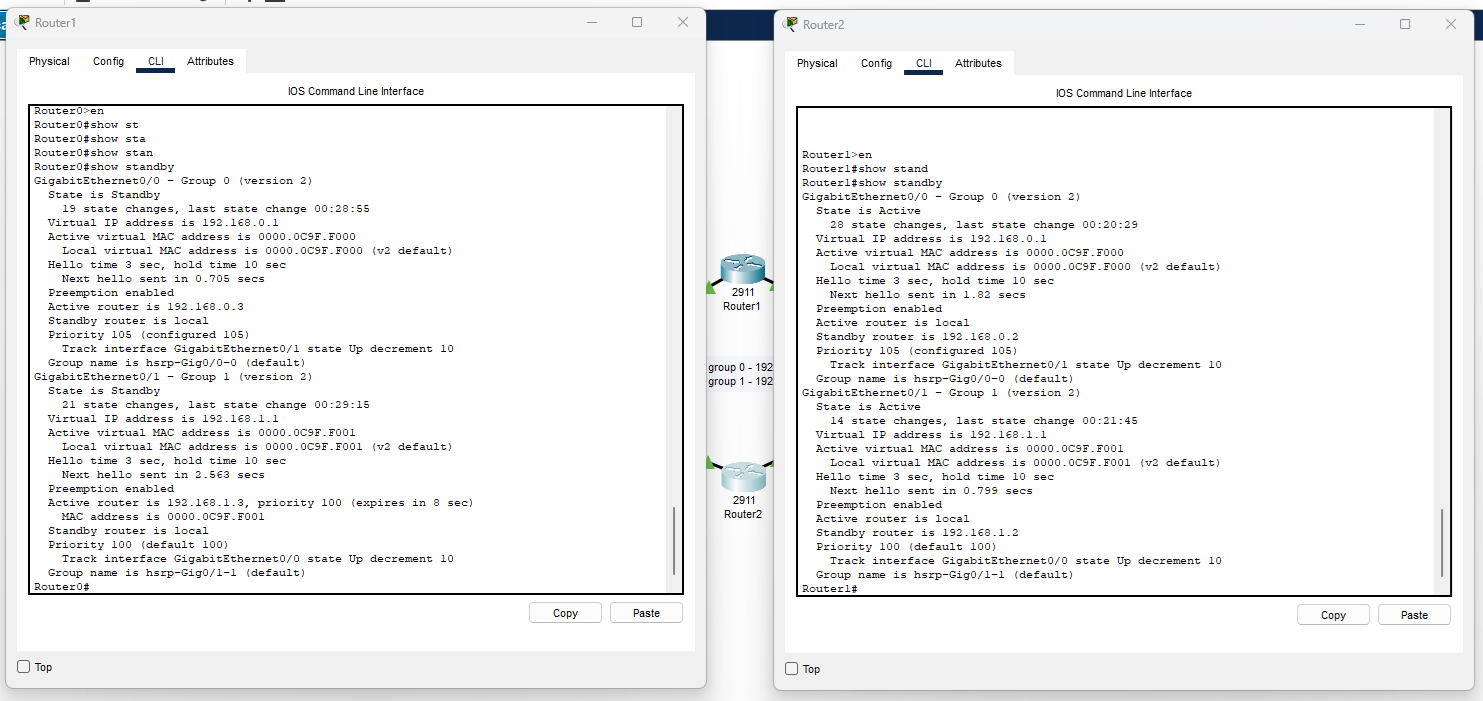 Router1
Physical Config CLI Attributes
IOS Command Line Interface
Router0>en
Router0#show st
Router0#show sta
Router0#show stan
Router0#show standby
GigabitEthernet0/0 - Group 0 (version 2)
State is Standby
19 state changes, last state change 00:28:55
Virtual IP address is 192.168.0.1
Active virtual MAC address is 0000.0C9F.F000
Local virtual MAC address is 0000.0C9F.F000 (v2 default)
Hello time 3 sec, hold time 10 sec
Next hello sent in 0.705 secs
Preemption enabled
Active router is 192.168.0.3
Standby router is local
Priority 105 (configured 105)
Track interface GigabitEthernet0/1 state Up decrement 10
Group name is hsrp-Gig0/0-0 (default)
GigabitEthernet0/1 - Group 1 (version 2)
State is Standby
21 state changes, last state change 00:29:15
Virtual IP address is 192.168.1.1
Active virtual MAC address is 0000.0C9F.F001
Local virtual MAC address is 0000.0C9F.F001 (v2 default)
Hello time 3 sec, hold time 10 sec
Next hello sent in 2.563 secs
Preemption enabled
Active router is 192.168.1.3, priority 100 (expires in 8 sec)
MAC address is 0000.0C9F.F001
Standby router is local
Priority 100 (default 100)
Track interface GigabitEthernet0/0 state Up decrement 10
Group name is hsrp-Gig0/1-1 (default)
Router0#
Copy Paste
Top
2911
Router1
group 0 - 192
group 1 - 192
2911
Router2
Router2
Physical Config CLI Attributes
IOS Command Line Interface
Router1>en
Router1#show stand
Router1#show standby
GigabitEthernet0/0 - Group 0 (version 2)
State is Active
28 state changes, last state change 00:20:29
Virtual IP address is 192.168.0.1
Active virtual MAC address is 0000.0C9F.F000
Local virtual MAC address is 0000.0C9F.F000 (v2 default)
Hello time 3 sec, hold time 10 sec
Next hello sent in 1.82 secs
Preemption enabled
Active router is local
Standby router is 192.168.0.2
Priority 105 (configured 105)
Track interface GigabitEthernet0/1 state Up decrement 10
Group name is hsrp-Gig0/0-0 (default)
GigabitEthernet0/1 - Group 1 (version 2)
State is Active
14 state changes, last state change 00:21:45
Virtual IP address is 192.168.1.1
Active virtual MAC address is 0000.0C9F.F001
Local virtual MAC address is 0000.0C9F.F001 (v2 default)
Hello time 3 sec, hold time 10 sec
Next hello sent in 0.799 secs
Preemption enabled
Active router is local
Standby router is 192.168.1.2
Priority 100 (default 100)
Track interface GigabitEthernet0/0 state Up decrement 10
Group name is hsrp-Gig0/1-1 (default)
Router1#
Copy Paste
Top